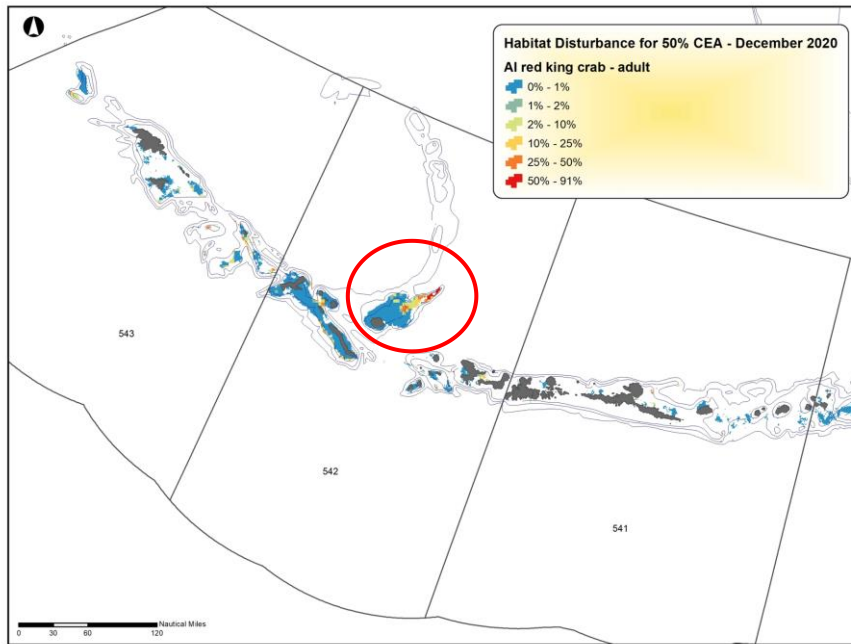 Habitat Disturbance for 50% CEA - December 2020
AI red king crab - adult
0% - 1%
1% - 2%
2% - 10%
10% - 25%
25% - 50%
50% - 91%
543
542
541
Nautical Miles
0 30 60 120